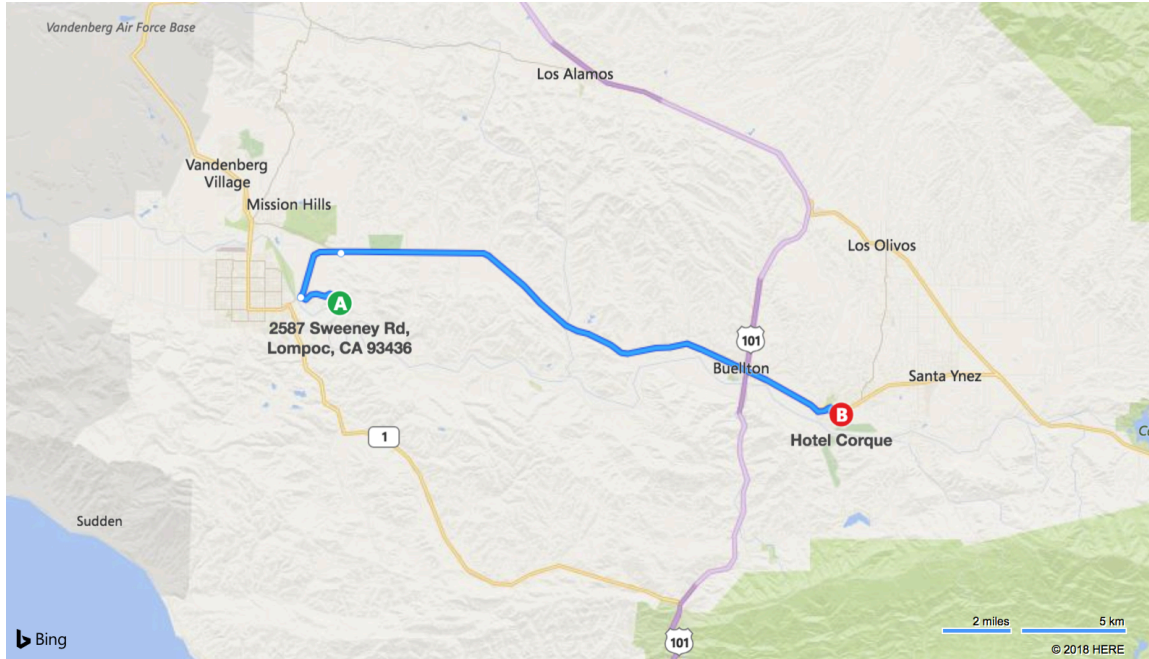 Vandenberg Air Force Base
Los Alamos
Vandenberg
Village
Mission Hills
Los Olivos
A
2587 Sweeney Rd,
Lompoc, CA 93436
101
Buellton
Santa Ynez
B
Hotel Corque
1
Sudden
2 miles
5 km
101
Bing
© 2018 HERE